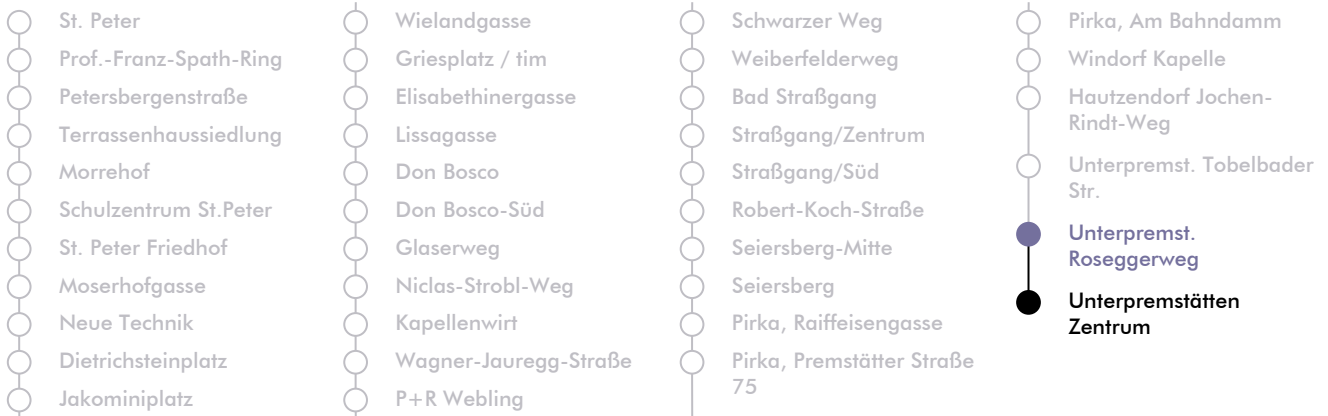 St. Peter
Prof.-Franz-Spath-Ring
Petersbergenstraße
Terrassenhaussiedlung
Morrehof
Schulzentrum St.Peter
St. Peter Friedhof
Moserhofgasse
Neue Technik
Dietrichsteinplatz
Jakominiplatz
Wielandgasse
Griesplatz / tim
Elisabethinergasse
Lissagasse
Don Bosco
Don Bosco-Süd
Glaserweg
Niclas-Strobl-Weg
Kapellenwirt
Wagner-Jauregg-Straße
P+R Webling
Schwarzer Weg
Weiberfelderweg
Bad Straßgang
Straßgang/Zentrum
Straßgang/Süd
Robert-Koch-Straße
Seiersberg-Mitte
Seiersberg
Pirka, Raiffeisengasse
Pirka, Premstätter Straße
75
Pirka, Am Bahndamm
Windorf Kapelle
Hautzendorf Jochen-
Rindt-Weg
Unterpremst. Tobelbader
Str.
Unterpremst.
Roseggerweg
Unterpremstätten
Zentrum